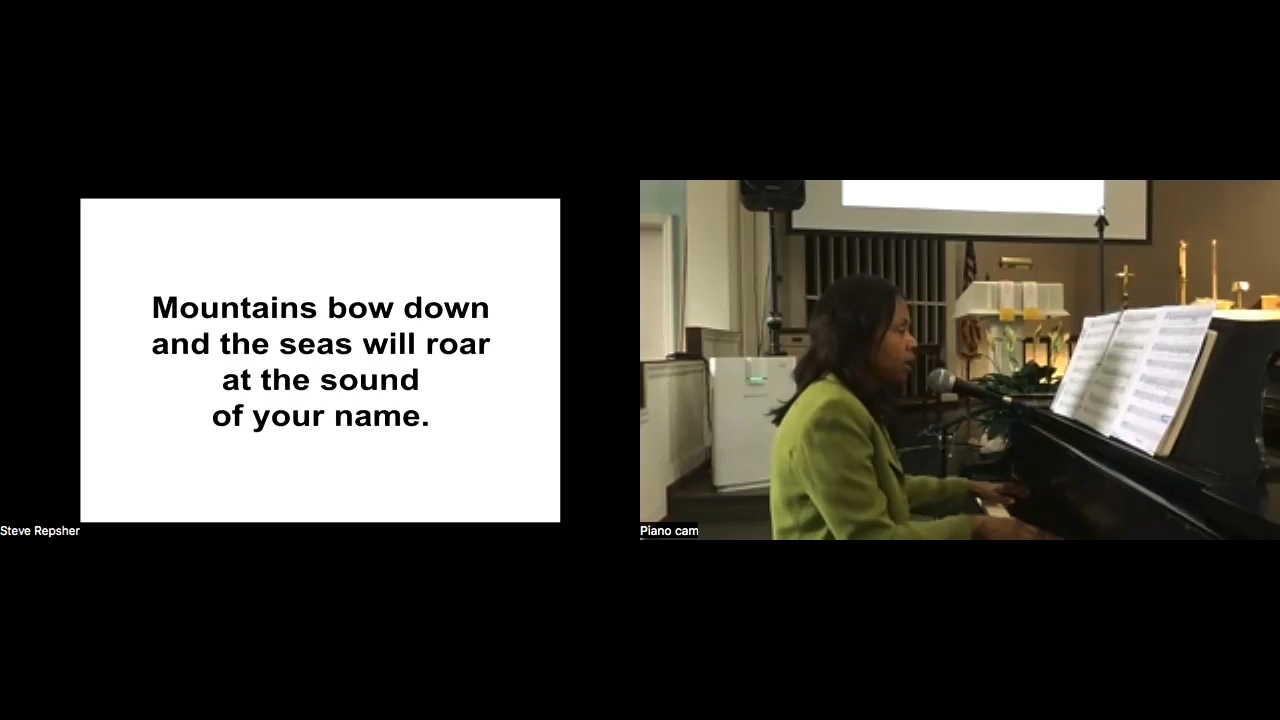 Mountains bow down
and the seas will roar
at the sound
of your name.
Steve Repsher
Piano cam